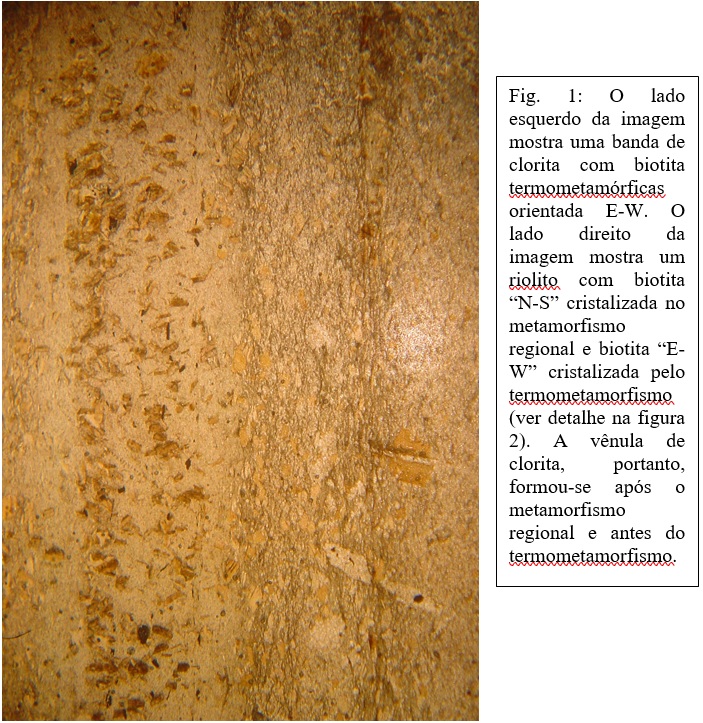 Fig. 1: O lado
esquerdo da imagem
mostra uma banda de
clorita com biotita
termometamórficas
orientada E-W. O
lado direito da
imagem mostra um
riolito com biotita
“N-S” cristalizada no
metamorfismo
regional e biotita “E-
W” cristalizada pelo
termometamorfismo
(ver detalhe na figura
2). A vênula de
clorita, portanto,
formou-se após o
metamorfismo
regional e antes do
termometamorfismo.